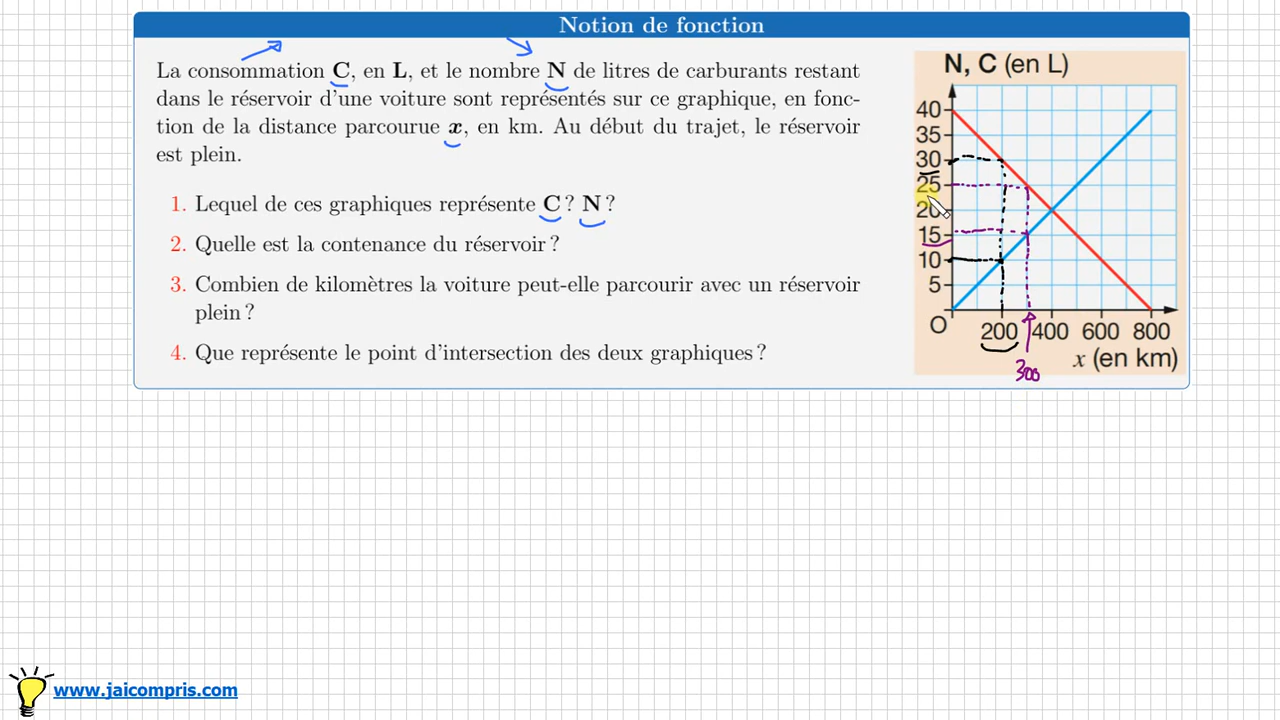 Notion de fonction
La consommation C, en L, et le nombre N de litres de carburants restant
dans le réservoir d'une voiture sont représentés sur ce graphique, en fonc-
tion de la distance parcourue x, en km. Au début du trajet, le réservoir
est plein.
1. Lequel de ces graphiques représente C ? N ?
2. Quelle est la contenance du réservoir ?
3. Combien de kilomètres la voiture peut-elle parcourir avec un réservoir
plein ?
4. Que représente le point d'intersection des deux graphiques ?
N, C (en L)
40
35
30
25
20
15
10
5
O 200 400 600 800
x (en km)
300
www.jaicompris.com